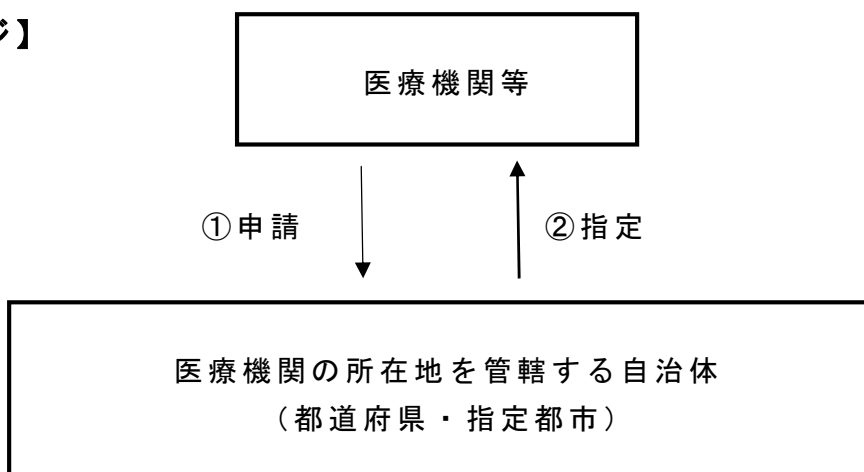 ジ】
医療機関等
①申請
②指定
医療機関の所在地を管轄する自治体
（都道府県・指定都市）